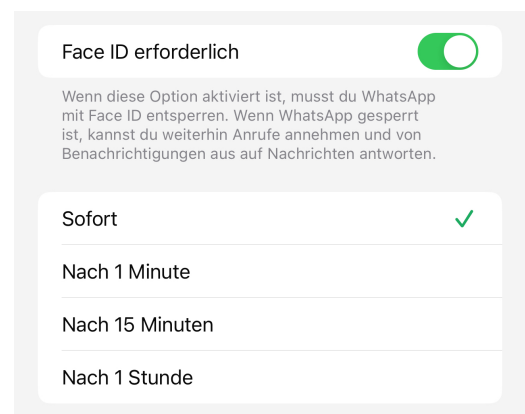 Face ID erforderlich
Wenn diese Option aktiviert ist, musst du WhatsApp
mit Face ID entsperren. Wenn WhatsApp gesperrt
ist, kannst du weiterhin Anrufe annehmen und von
Benachrichtigungen aus auf Nachrichten antworten.
Sofort
Nach 1 Minute
Nach 15 Minuten
Nach 1 Stunde